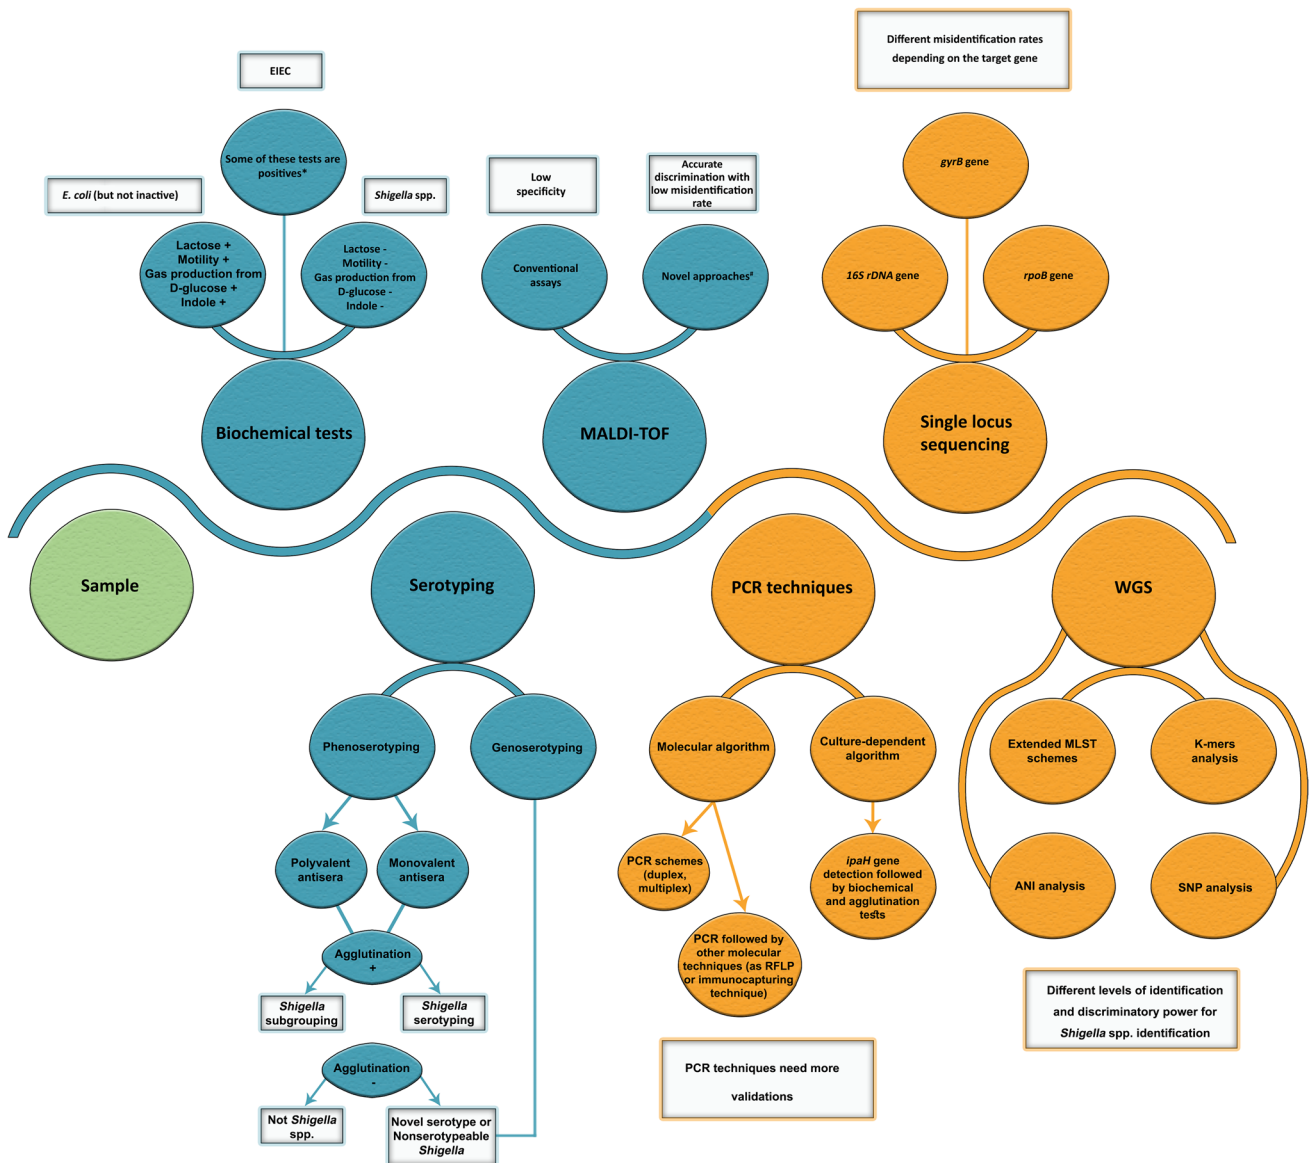 Different misidentification rates
depending on the target gene
EIEC
Some of these tests are
positives*
gyrB gene
E. coli (but not inactive)
Shigella spp.
Low
specificity
Accurate
discrimination with
low misidentification
rate
Lactose +
Motility +
Gas production from
D-glucose +
Indole +
Lactose -
Motility -
Gas production from
D-glucose -
Indole -
Conventional
assays
Novel approaches#
16S rDNA gene
rpoB gene
Biochemical tests
MALDI-TOF
Single locus
sequencing
Sample
Serotyping
PCR techniques
WGS
Phenoserotyping
Genoserotyping
Molecular algorithm
Culture-dependent
algorithm
Extended MLST
schemes
K-mers
analysis
Polyvalent
antisera
Monovalent
antisera
PCR schemes
(duplex,
multiplex)
ipaH gene
detection followed
by biochemical
and agglutination
tests
ANI analysis
SNP analysis
Agglutination
+
PCR followed by
other molecular
techniques (as RFLP
or immunocapturing
technique)
Shigella
subgrouping
Shigella
serotyping
Different levels of identification
and discriminatory power for
Shigella spp. identification
Agglutination
-
PCR techniques need more
validations
Not Shigella
spp.
Novel serotype or
Nonserotypeable
Shigella